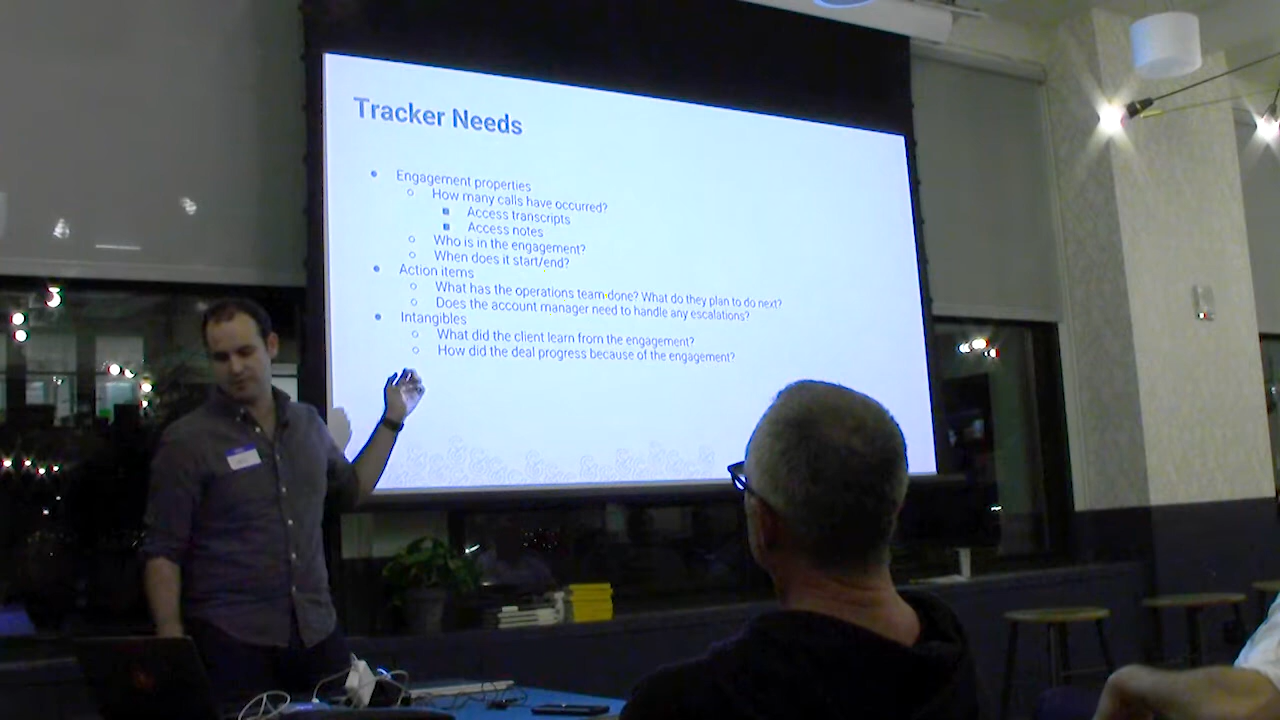 Tracker Needs
Engagement properties
How many calls have occurred?
Access transcripts
Access notes
Who is in the engagement?
When does it start/end?
Action items
What has the operations team done? What do they plan to do next?
Does the account manager need to handle any escalations?
Intangibles
What did the client learn from the engagement?
How did the deal progress because of the engagement?